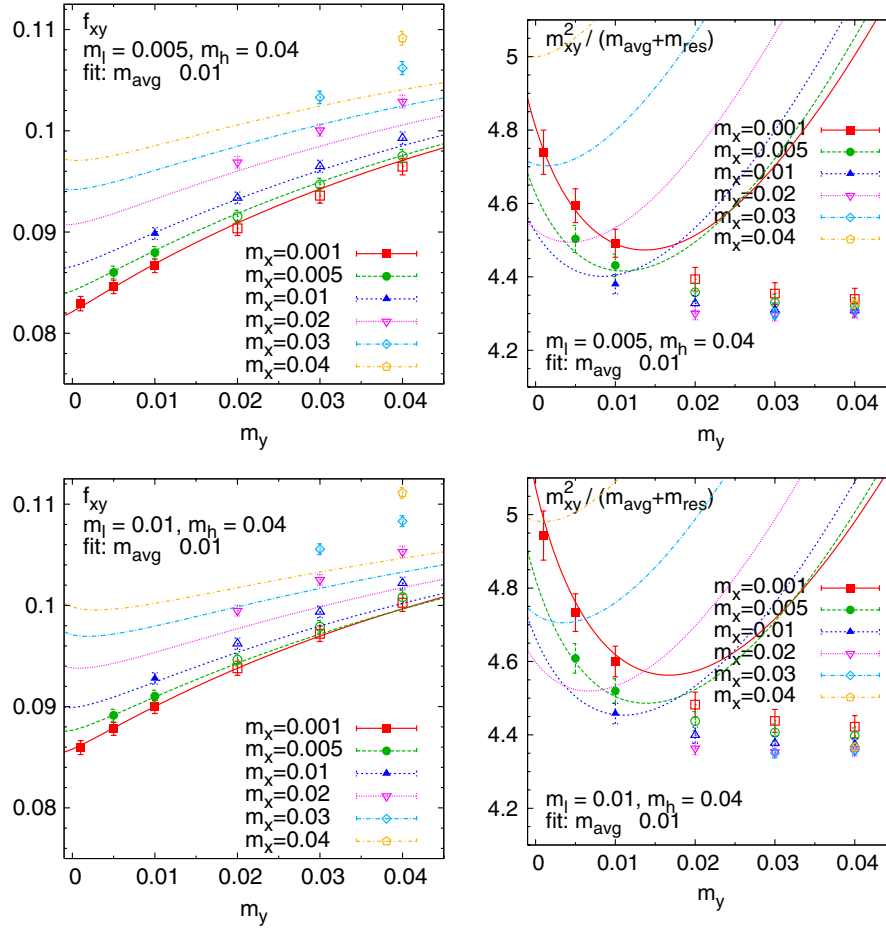 f_xy
m_l = 0.005, m_h = 0.04
fit: m_avg 0.01
0.11
0.1
0.09
0.08
m_x=0.001
m_x=0.005
m_x=0.01
m_x=0.02
m_x=0.03
m_x=0.04
0 0.01 0.02 0.03 0.04
m_y
m_xy^2 / (m_avg+m_res)
5
4.8
4.6
4.4
4.2
m_x=0.001
m_x=0.005
m_x=0.01
m_x=0.02
m_x=0.03
m_x=0.04
m_l = 0.005, m_h = 0.04
fit: m_avg 0.01
0 0.01 0.02 0.03 0.04
m_y
f_xy
m_l = 0.01, m_h = 0.04
fit: m_avg 0.01
0.11
0.1
0.09
0.08
m_x=0.001
m_x=0.005
m_x=0.01
m_x=0.02
m_x=0.03
m_x=0.04
0 0.01 0.02 0.03 0.04
m_y
m_xy^2 / (m_avg+m_res)
5
4.8
4.6
4.4
4.2
m_x=0.001
m_x=0.005
m_x=0.01
m_x=0.02
m_x=0.03
m_x=0.04
m_l = 0.01, m_h = 0.04
fit: m_avg 0.01
0 0.01 0.02 0.03 0.04
m_y